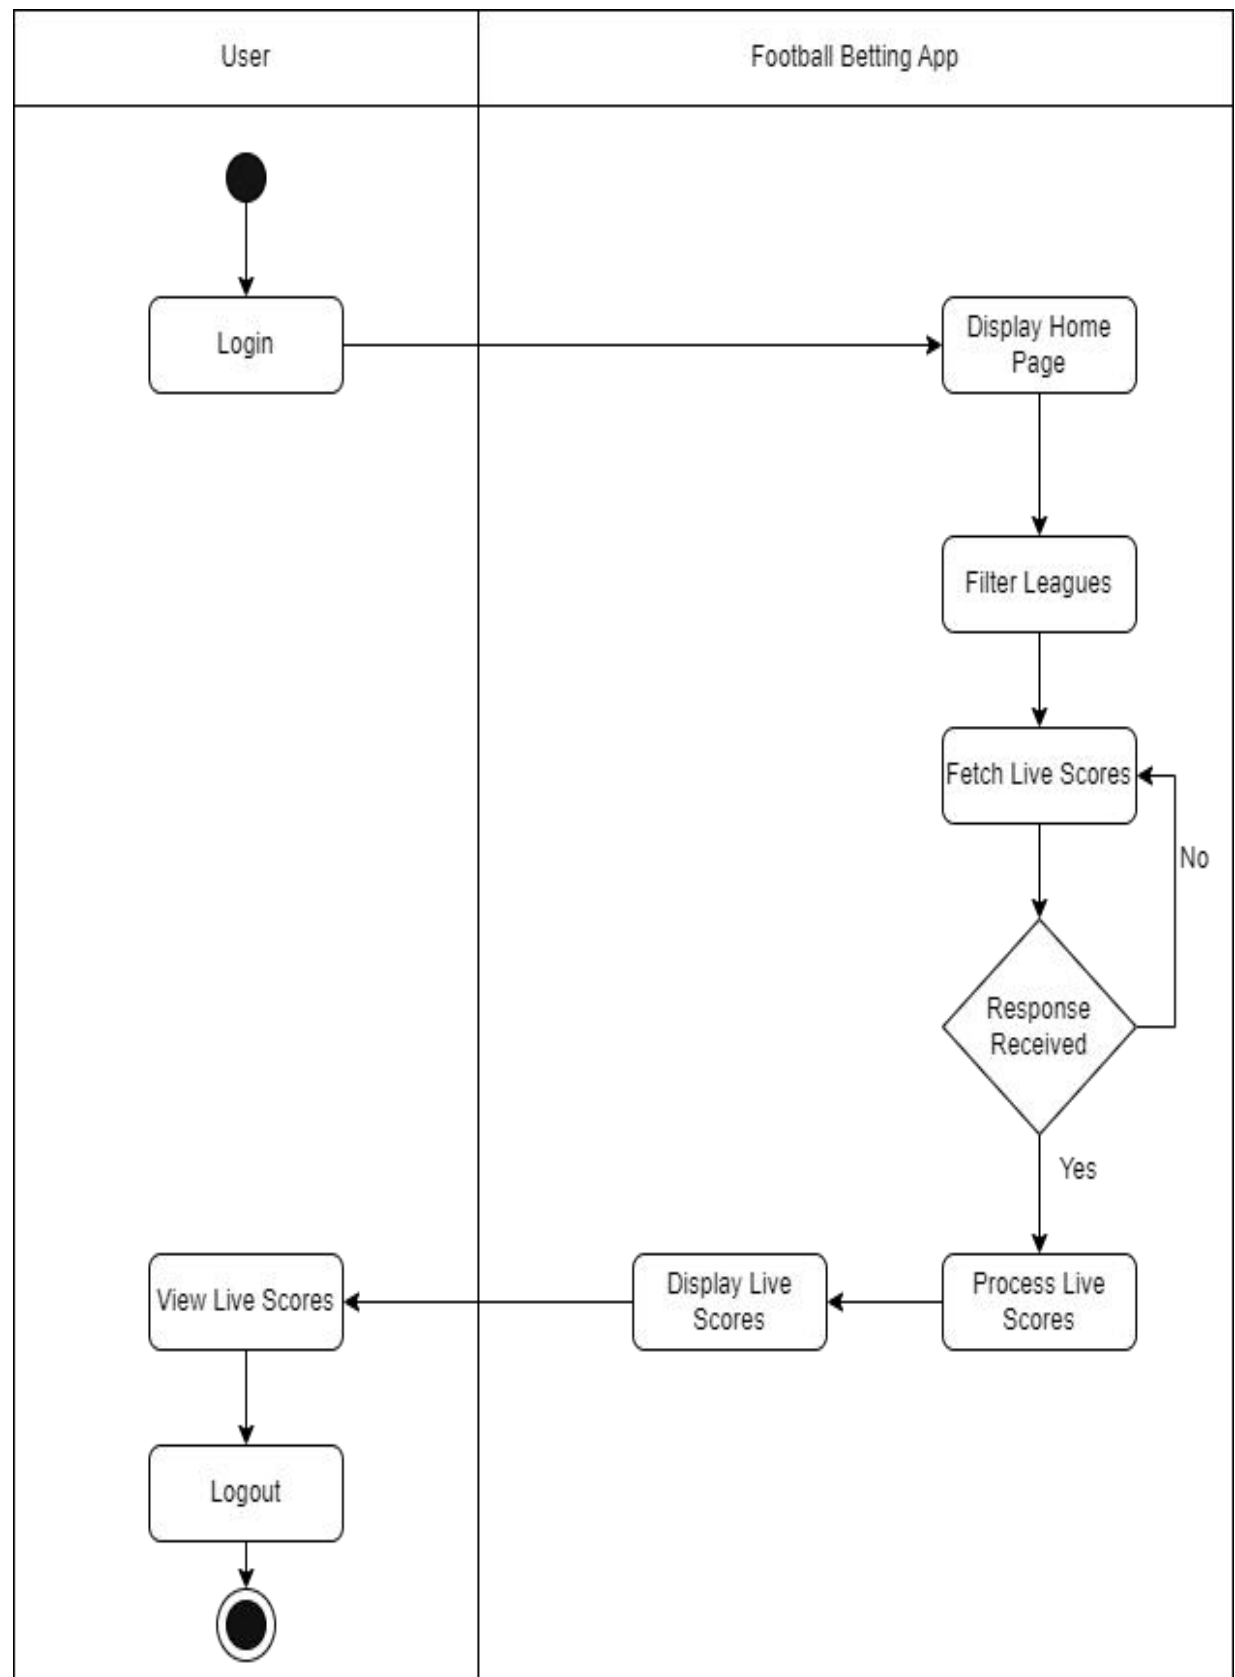 User
Football Betting App
Login
Display Home
Page
Filter Leagues
Fetch Live Scores
No
Response
Received
Yes
View Live Scores
Display Live
Scores
Process Live
Scores
Logout